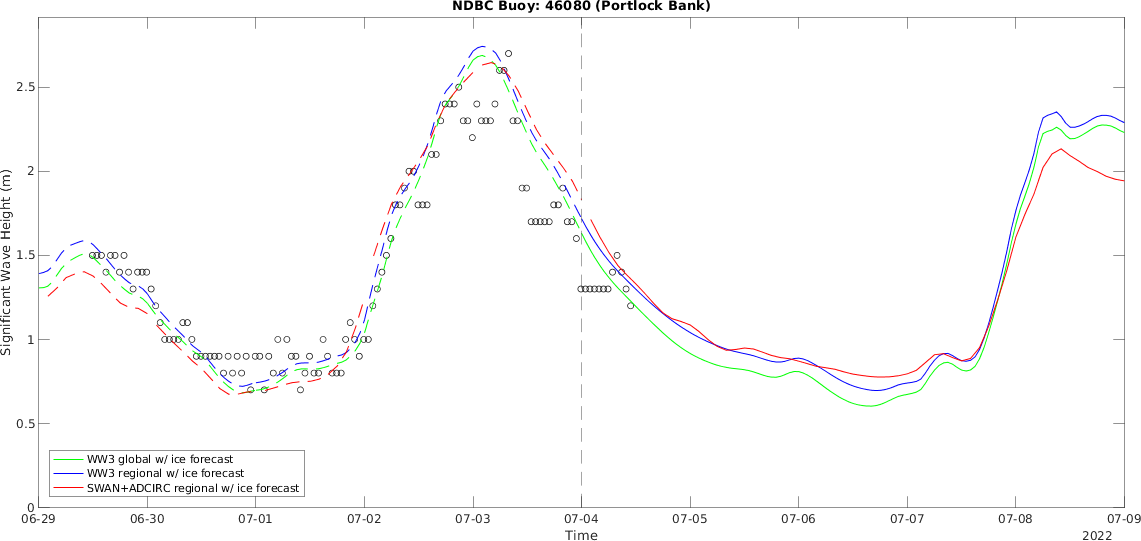 NDBC Buoy: 46080 (Portlock Bank)
Significant Wave Height (m)
2.5
2
1.5
1
0.5
0
WW3 global w/ ice forecast
WW3 regional w/ ice forecast
SWAN+ADCIRC regional w/ ice forecast
06-29 06-30 07-01 07-02 07-03 07-04 07-05 07-06 07-07 07-08 07-09
Time
2022